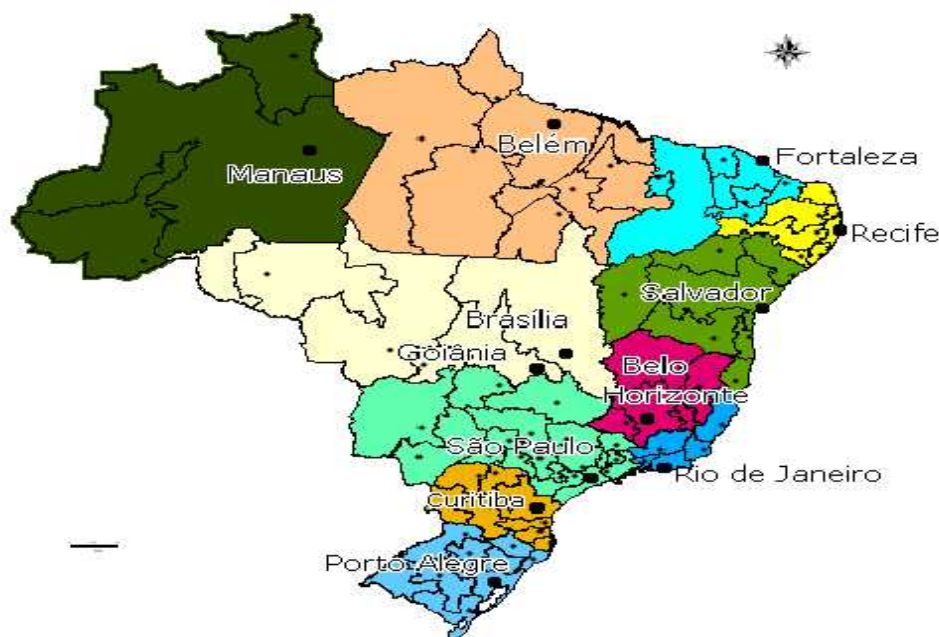 Belém
Manaus
Fortaleza
Recife
Salvador
Brasília
Goiânia
Belo
Horizonte
São Paulo
Rio de Janeiro
Curitiba
Porto Alegre